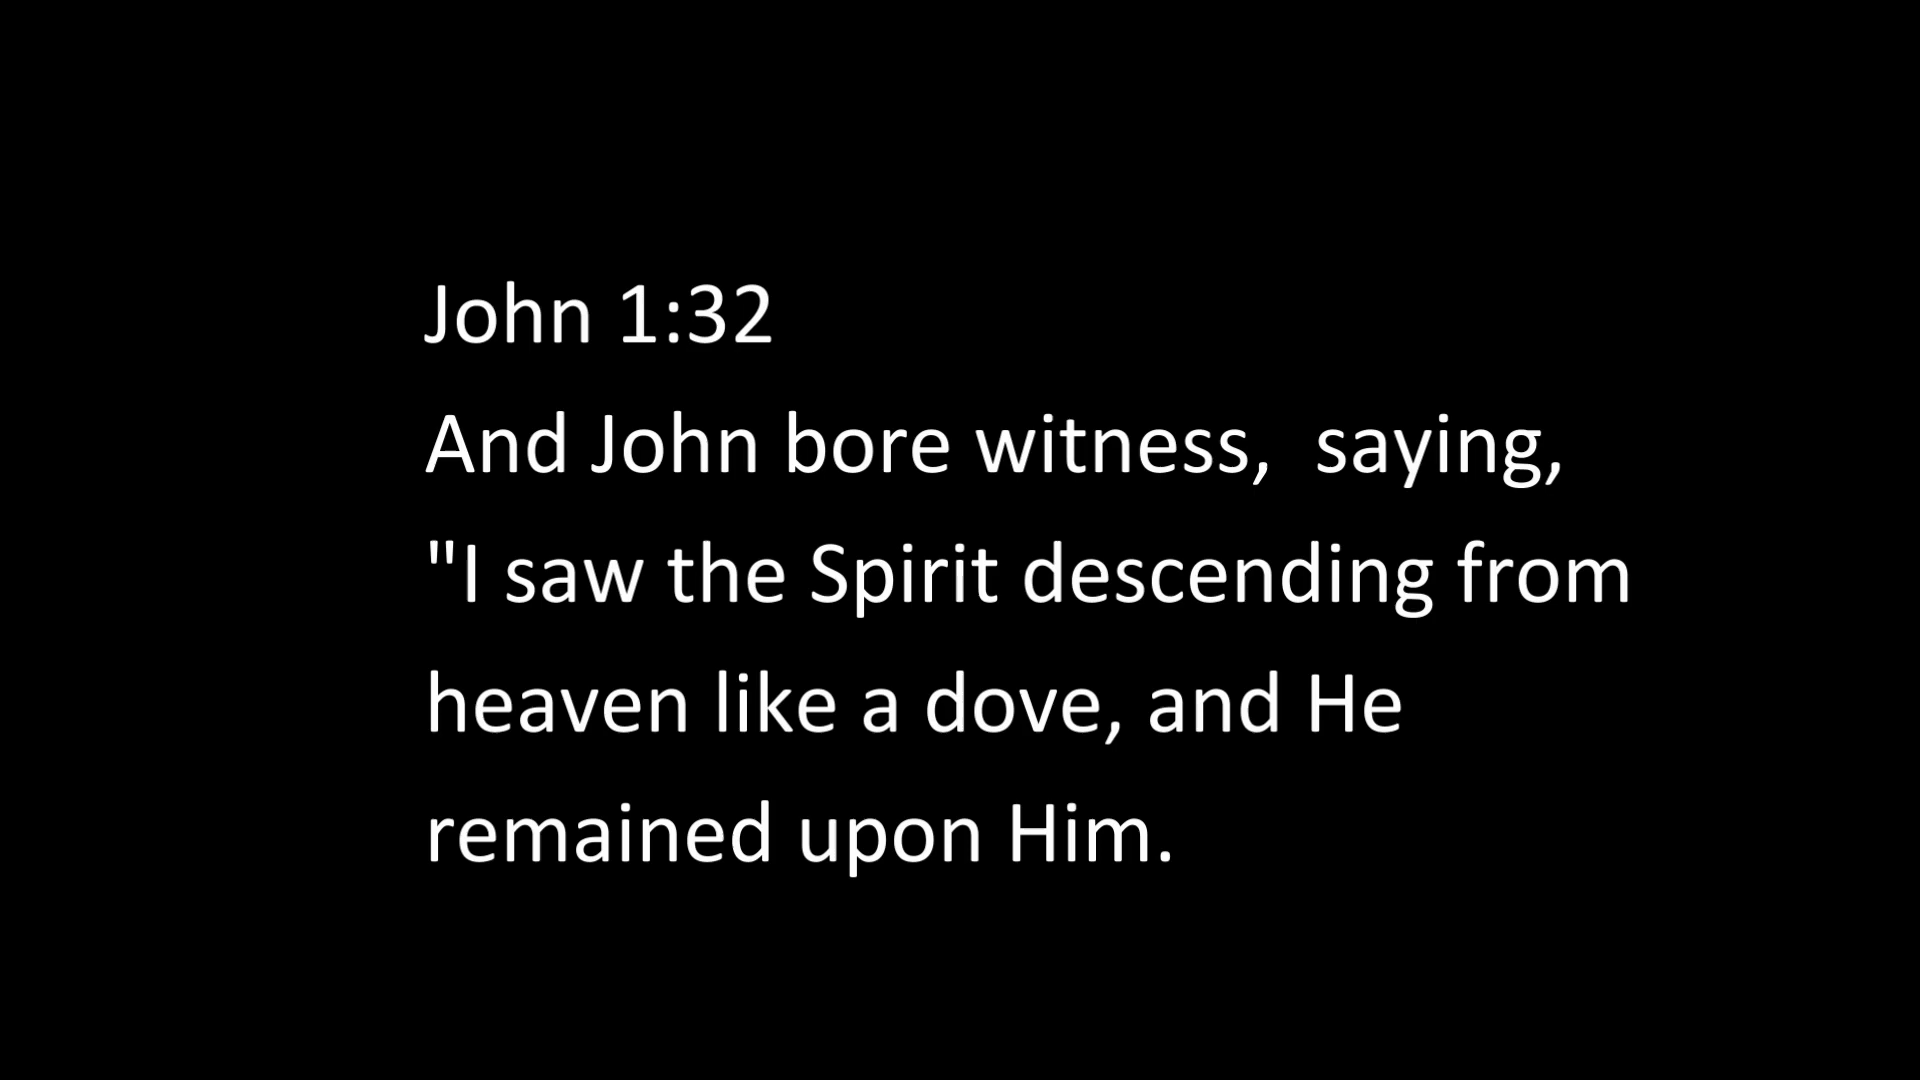 John 1:32
And John bore witness,  saying,
"I saw the Spirit descending from
heaven like a dove, and He
remained upon Him.